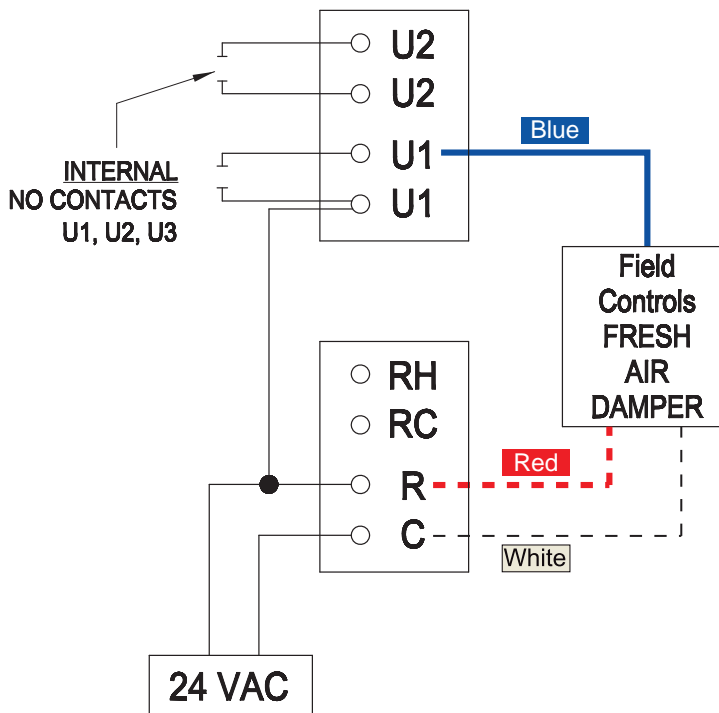 U2
U2
U1
U1
Blue
INTERNAL
NO CONTACTS
U1, U2, U3
Field
Controls
FRESH
AIR
DAMPER
RH
RC
R
Red
C
White
24 VAC